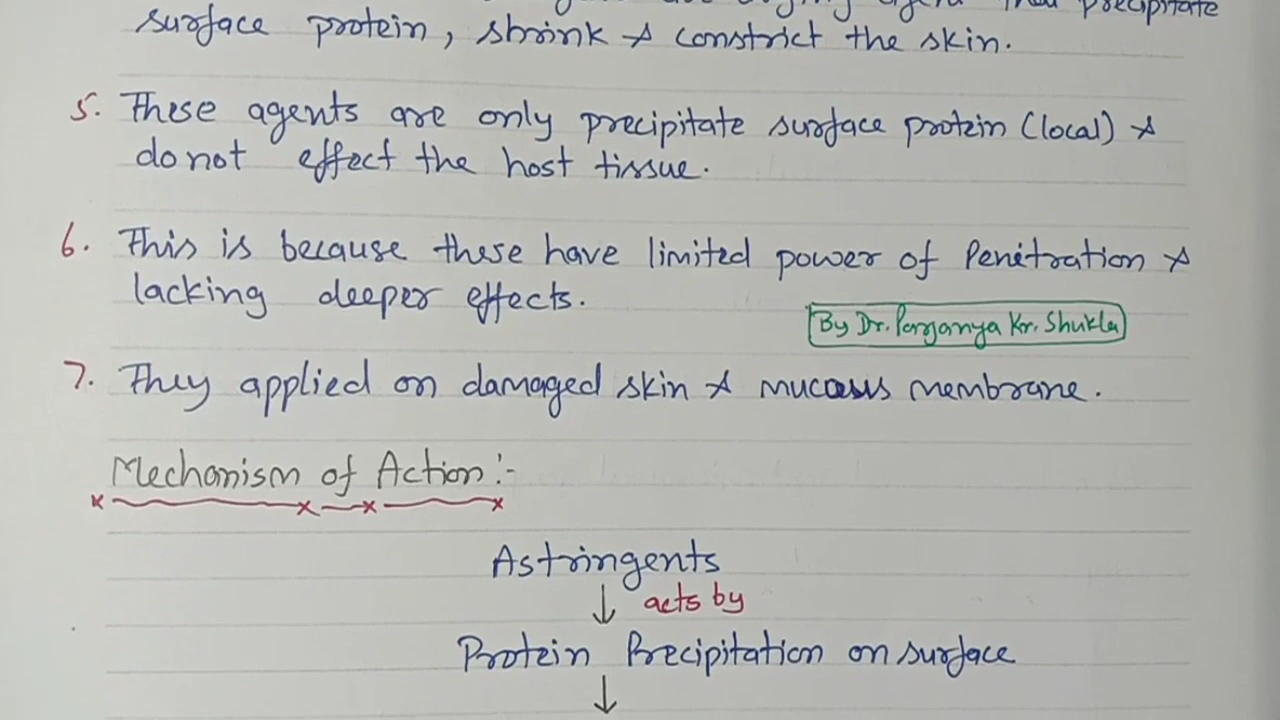 precipitate
surface protein, shrink & constrict the skin.
5. These agents are only precipitate surface protein (local) &
do not effect the host tissue.
6. This is because these have limited power of Penetration &
lacking deeper effects.
By Dr. Parjanya Kr. Shukla
7. They applied on damaged skin & mucous membrane.
Mechanism of Action :-
Astringents
↓ acts by
Protein Precipitation on surface
↓